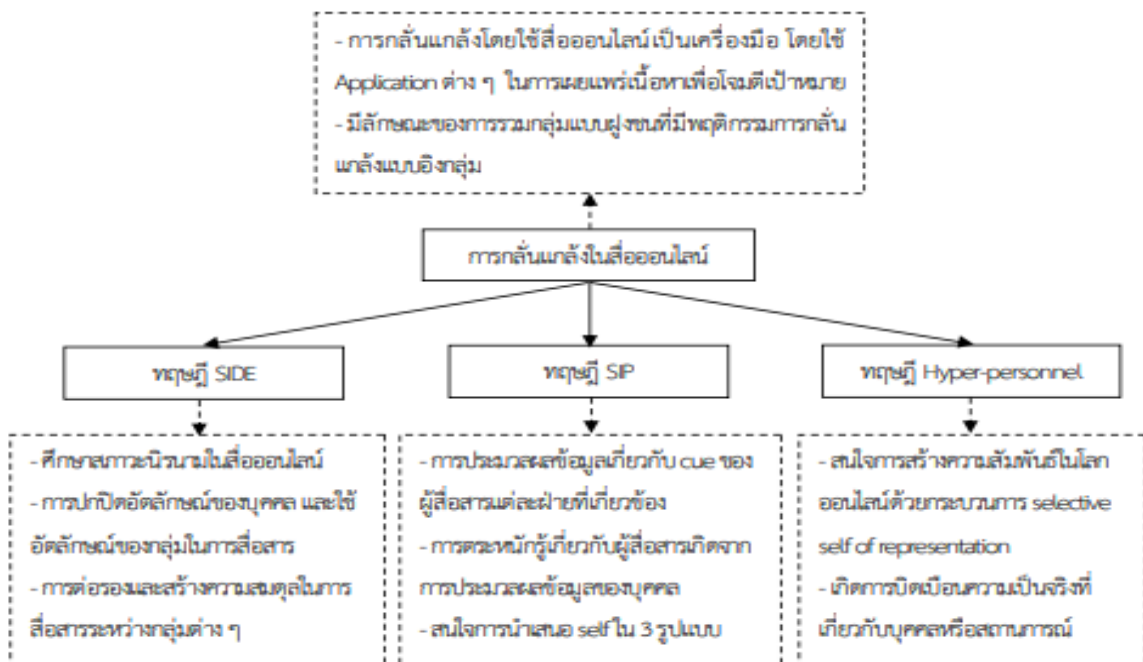 - การกลั่นแกล้งโดยใช้สื่อออนไลน์เป็นเครื่องมือ โดยใช้
Application ต่าง ๆ ในการเผยแพร่เนื้อหาเพื่อโจมตีเป้าหมาย
- มีลักษณะของการรวมกลุ่มแบบฝูงชนที่มีพฤติกรรมการกลั่น
แกล้งแบบอิงกลุ่ม
การกลั่นแกล้งในสื่อออนไลน์
ทฤษฎี SIDE
ทฤษฎี SIP
ทฤษฎี Hyper-personnel
- ศึกษาสภาวะนิรนามในสื่อออนไลน์
- การปกปิดอัตลักษณ์ของบุคคล และใช้
อัตลักษณ์ของกลุ่มในการสื่อสาร
- การต่อรองและสร้างความสมดุลในการ
สื่อสารระหว่างกลุ่มต่าง ๆ
- การประมวลผลข้อมูลเกี่ยวกับ cue ของ
ผู้สื่อสารแต่ละฝ่ายที่เกี่ยวข้อง
- การตระหนักรู้เกี่ยวกับผู้สื่อสารเกิดจาก
การประมวลผลข้อมูลของบุคคล
- สนใจการนำเสนอ self ใน 3 รูปแบบ
- สนใจการสร้างความสัมพันธ์ในโลก
ออนไลน์ด้วยกระบวนการ selective
self of representation
- เกิดการบิดเบือนความเป็นจริงที่
เกี่ยวกับบุคคลหรือสถานการณ์